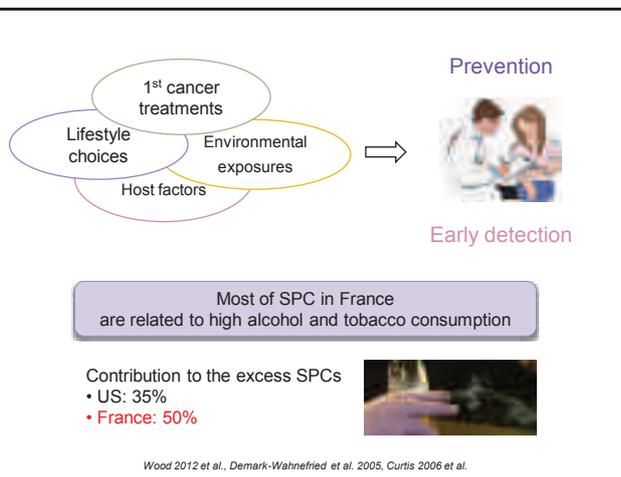 1st cancer
treatments
Lifestyle
choices
Environmental
exposures
Host factors
Prevention
Early detection
Most of SPC in France
are related to high alcohol and tobacco consumption
Contribution to the excess SPCs
• US: 35%
• France: 50%
Wood 2012 et al., Demark-Wahnefried et al. 2005, Curtis 2006 et al.